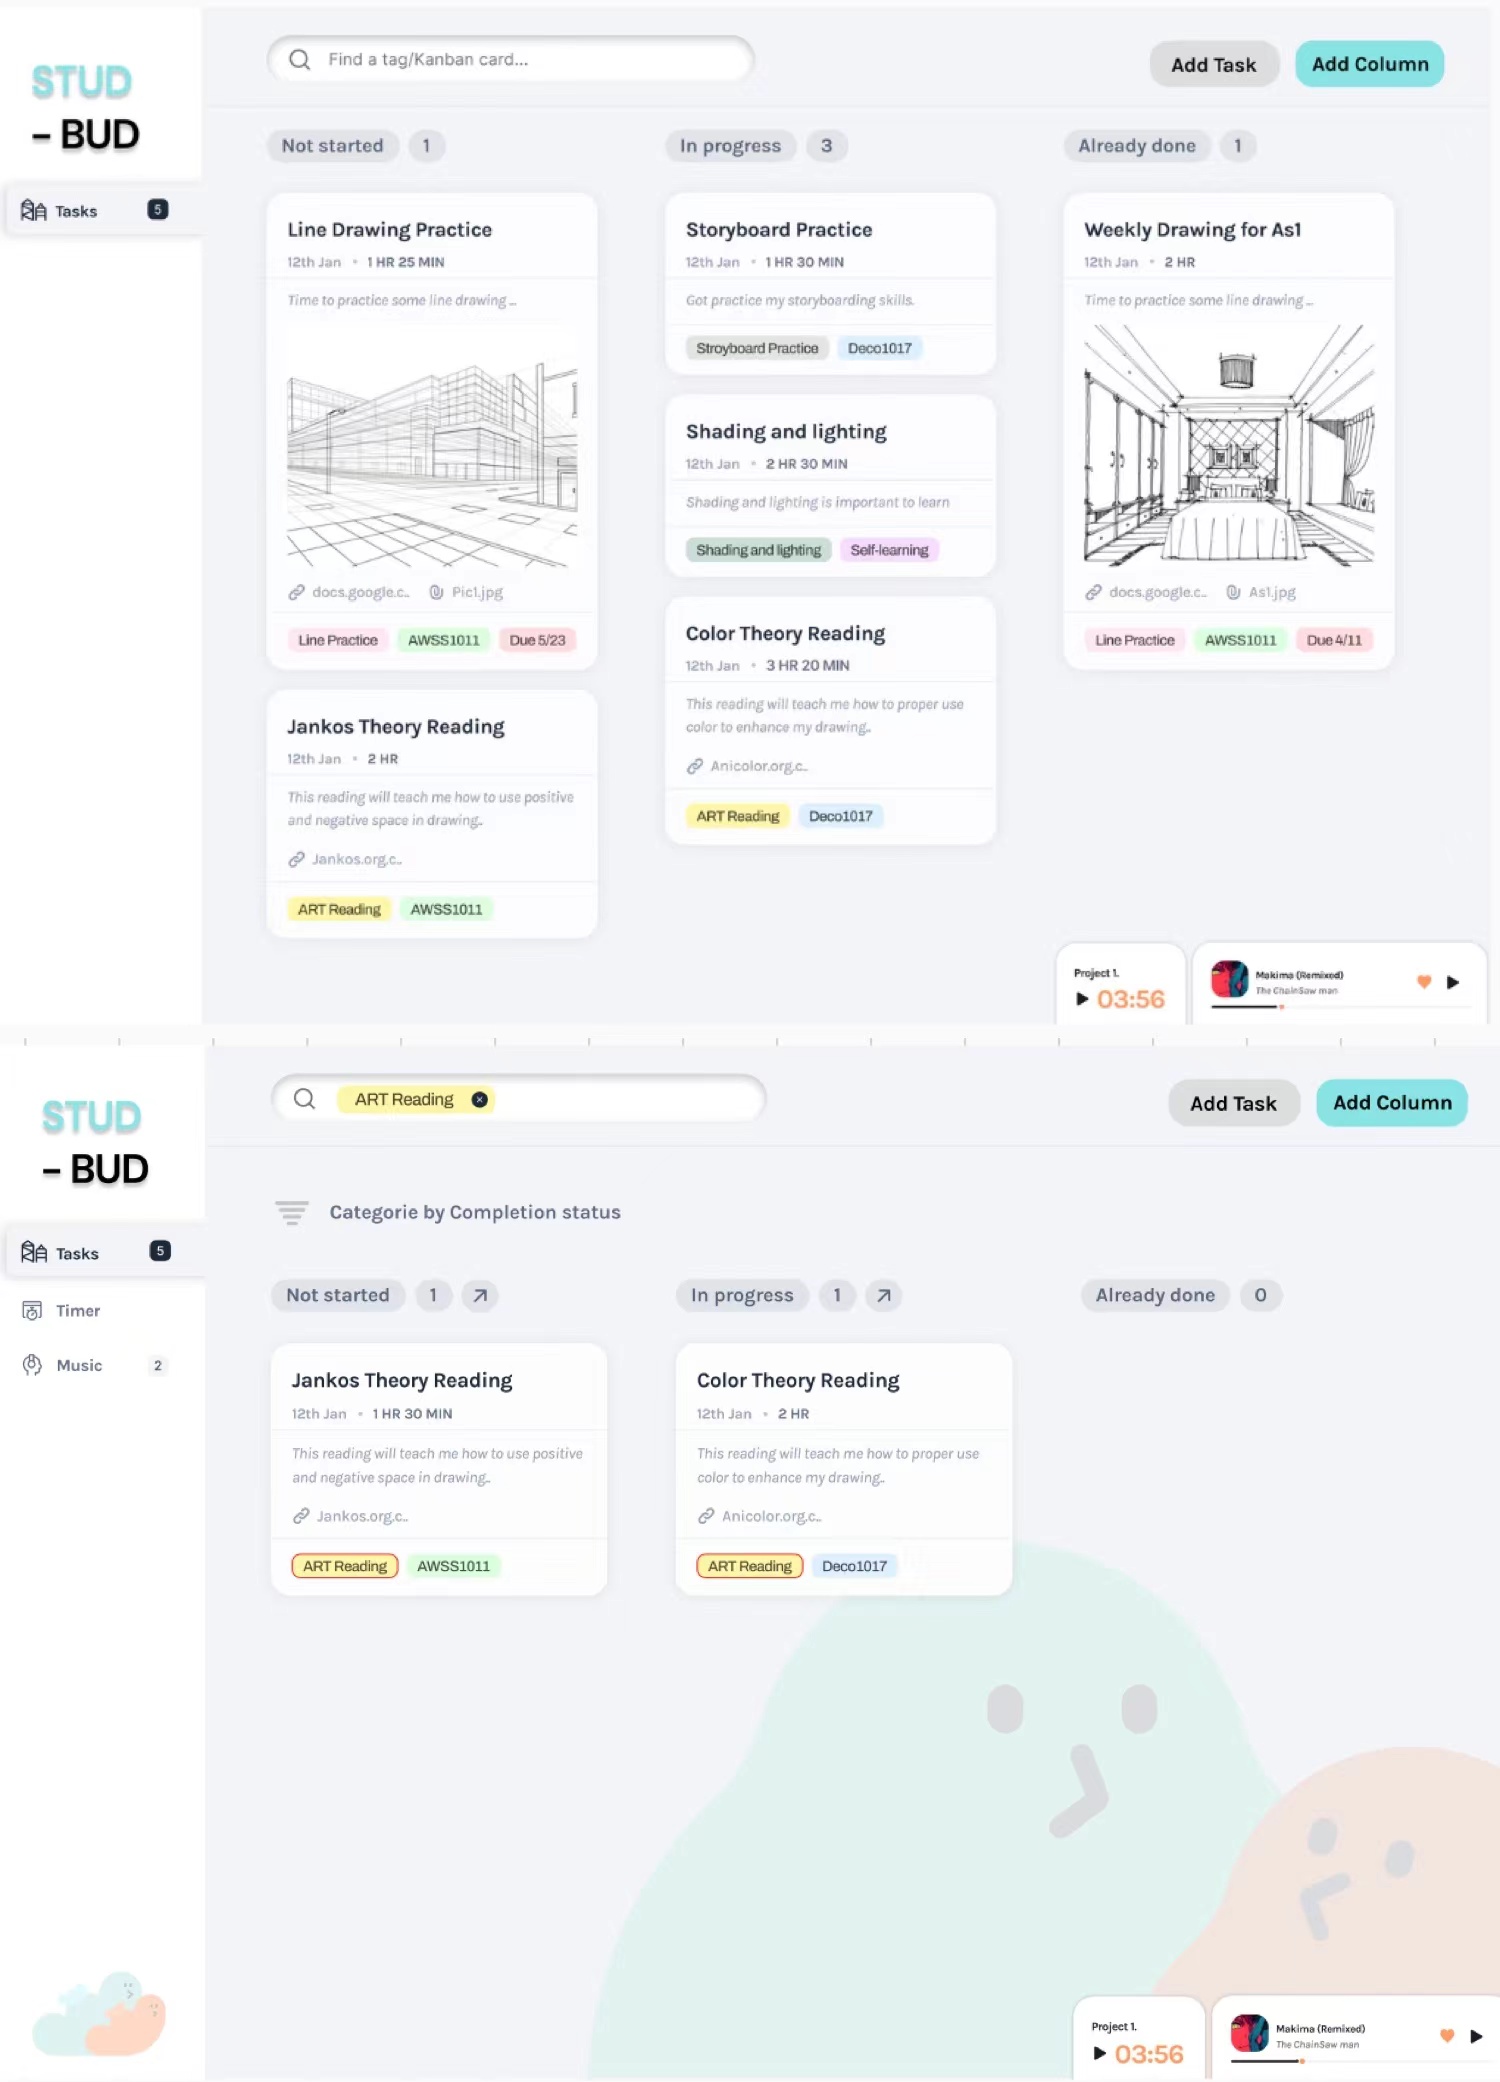 STUD
– BUD
Find a tag/Kanban card...
Add Task
Add Column
Tasks
5
Not started
1
Line Drawing Practice
12th Jan • 1 HR 25 MIN
Time to practice some line drawing ...
docs.google.c..
Pic1.jpg
Line Practice
AWSS1011
Due 5/23
Jankos Theory Reading
12th Jan • 2 HR
This reading will teach me how to use positive
and negative space in drawing..
Jankos.org.c..
ART Reading
AWSS1011
In progress
3
Storyboard Practice
12th Jan • 1 HR 30 MIN
Got practice my storyboarding skills.
Stroyboard Practice
Deco1017
Shading and lighting
12th Jan • 2 HR 30 MIN
Shading and lighting is important to learn
Shading and lighting
Self-learning
Color Theory Reading
12th Jan • 3 HR 20 MIN
This reading will teach me how to proper use
color to enhance my drawing..
Anicolor.org.c..
ART Reading
Deco1017
Already done
1
Weekly Drawing for As1
12th Jan • 2 HR
Time to practice some line drawing ...
docs.google.c..
As1.jpg
Line Practice
AWSS1011
Due 4/11
Project 1.
03:56
Makima (Remixed)
The ChainSaw man
STUD
– BUD
ART Reading
Add Task
Add Column
Tasks
5
Timer
Music
2
Categorie by Completion status
Not started
1
Jankos Theory Reading
12th Jan • 1 HR 30 MIN
This reading will teach me how to use positive
and negative space in drawing..
Jankos.org.c..
ART Reading
AWSS1011
In progress
1
Color Theory Reading
12th Jan • 2 HR
This reading will teach me how to proper use
color to enhance my drawing..
Anicolor.org.c..
ART Reading
Deco1017
Already done
0
Project 1.
03:56
Makima (Remixed)
The ChainSaw man